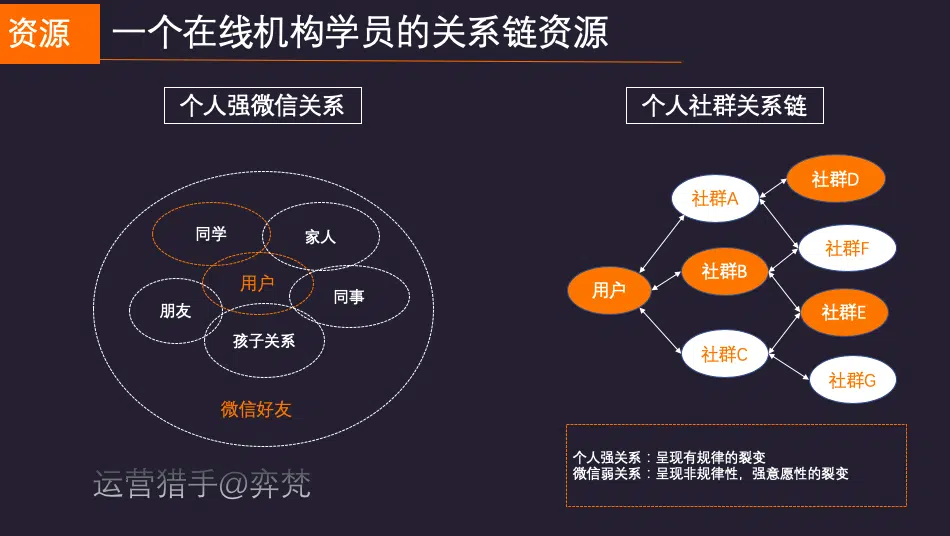 资源
一个在线机构学员的关系链资源
个人强微信关系
个人社群关系链
同学
家人
用户
朋友
同事
孩子关系
微信好友
用户
社群A
社群B
社群C
社群D
社群F
社群E
社群G
个人强关系：呈现有规律的裂变
微信弱关系：呈现非规律性，强意愿性的裂变
运营猎手@弈梵